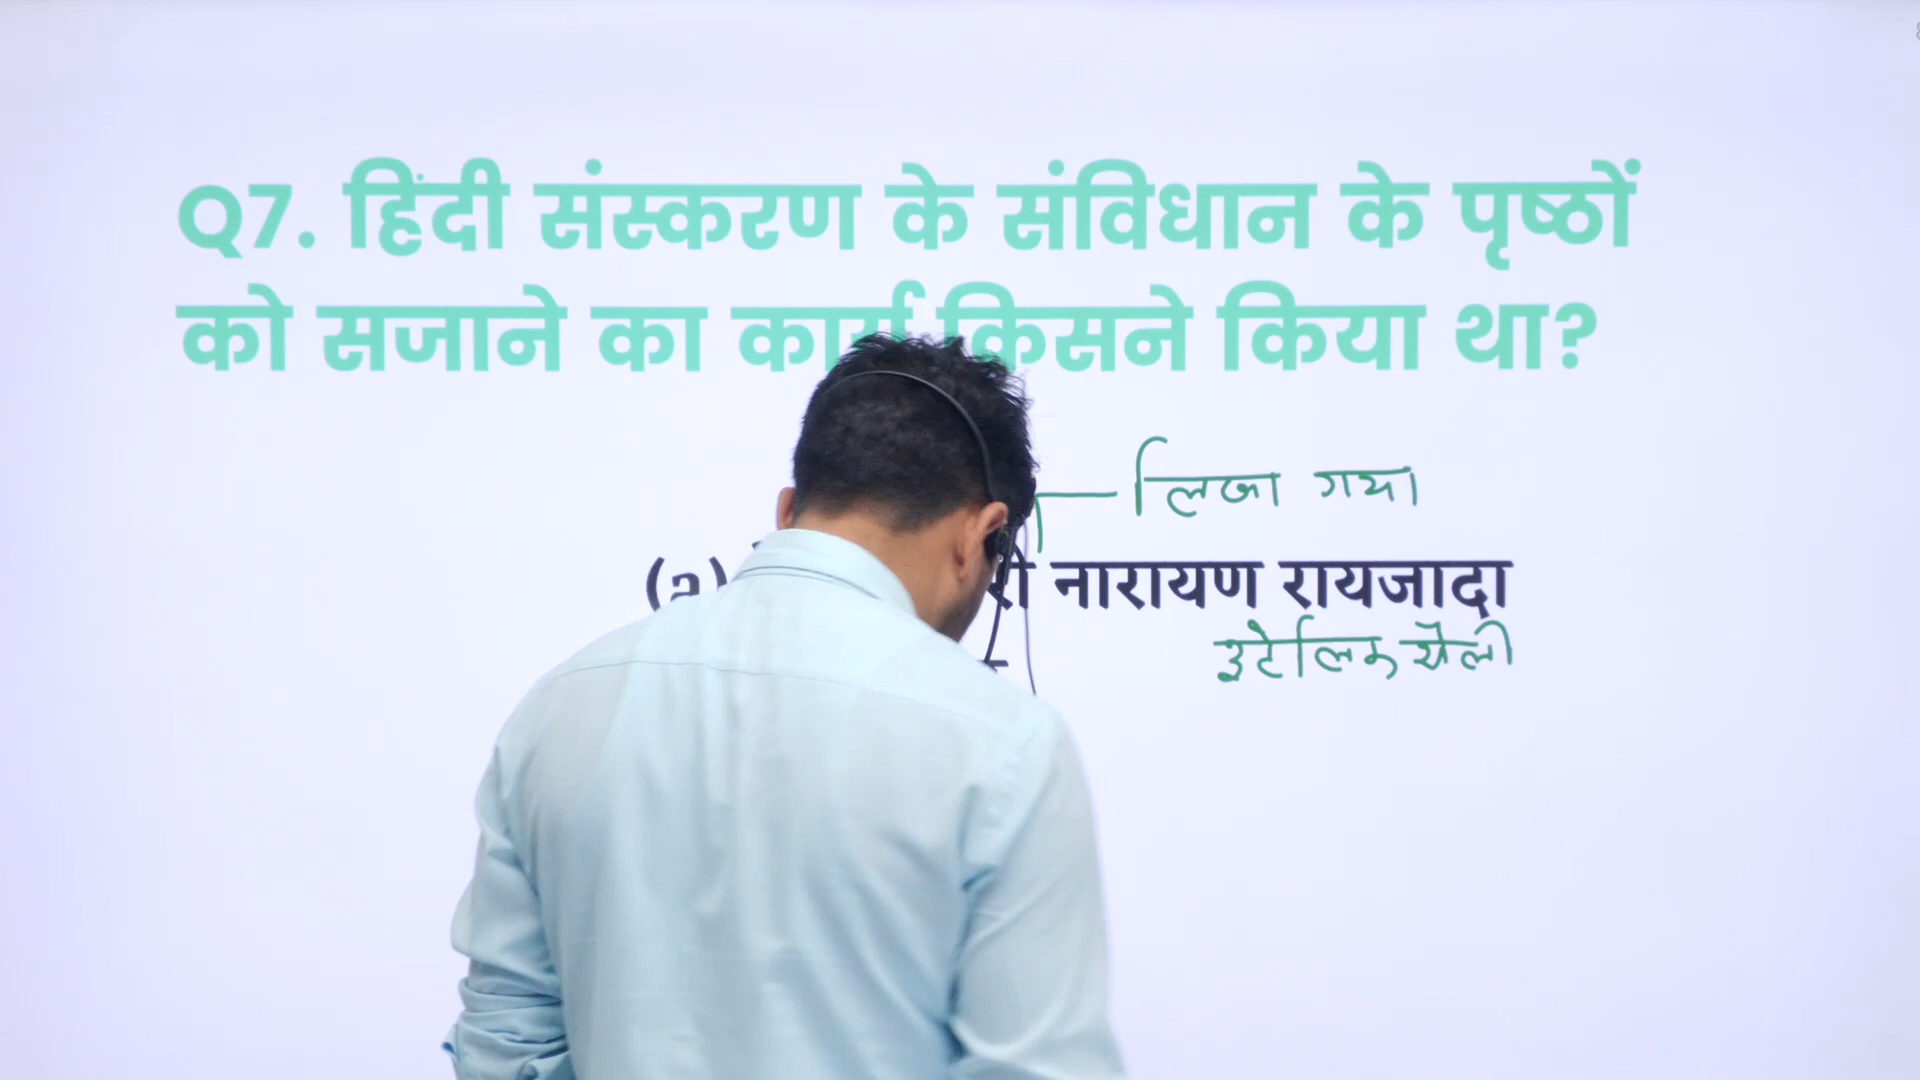 Q7. हिंदी संस्करण के संविधान के पृष्ठों
को सजाने का कार्य किसने किया था?
लिखा गया
(a) नारायण रायजादा
इटेलिक शैली